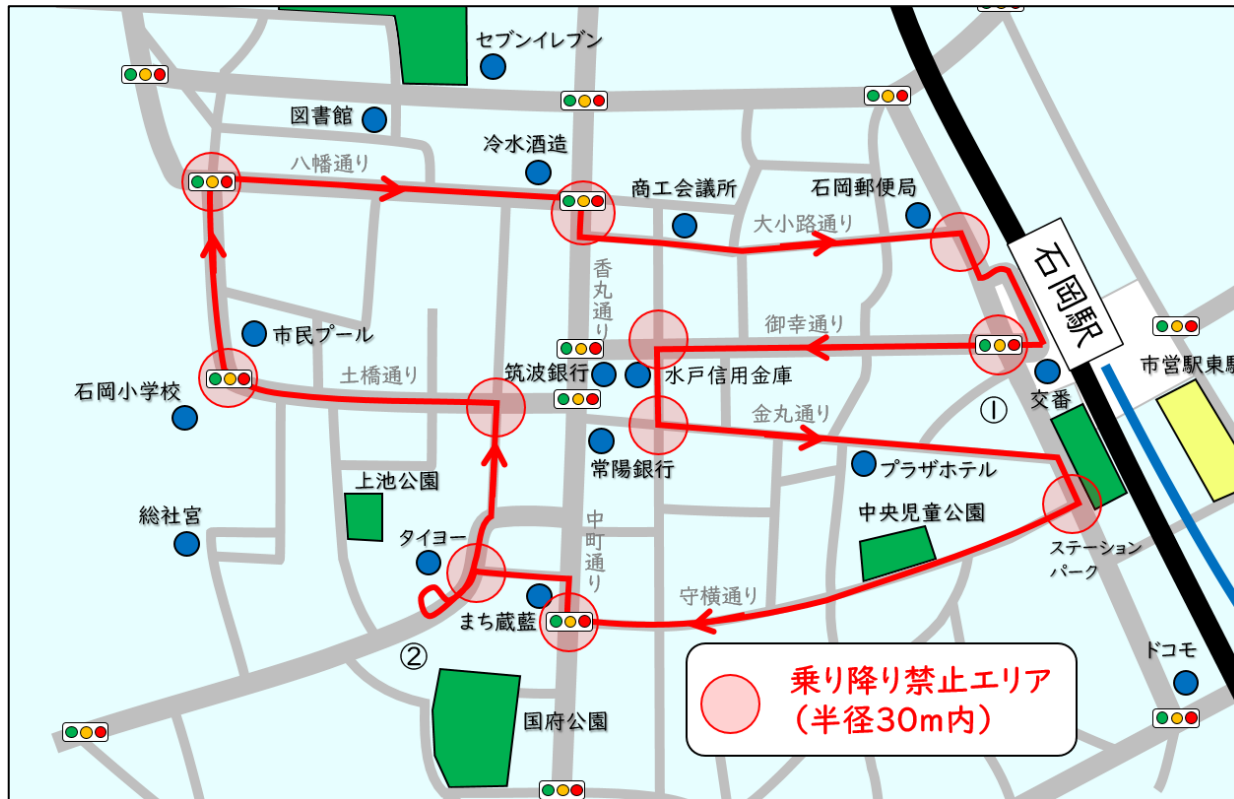 セブンイレブン
図書館
冷水酒造
八幡通り
商工会議所
石岡郵便局
大小路通り
石岡駅
香丸通り
御幸通り
市民プール
土橋通り
筑波銀行
水戸信用金庫
交番
市営駅東駐
石岡小学校
①
金丸通り
常陽銀行
プラザホテル
上池公園
総社宮
タイヨー
中町通り
中央児童公園
ステーション
パーク
守横通り
まち蔵藍
②
ドコモ
国府公園
乗り降り禁止エリア
(半径30m内)